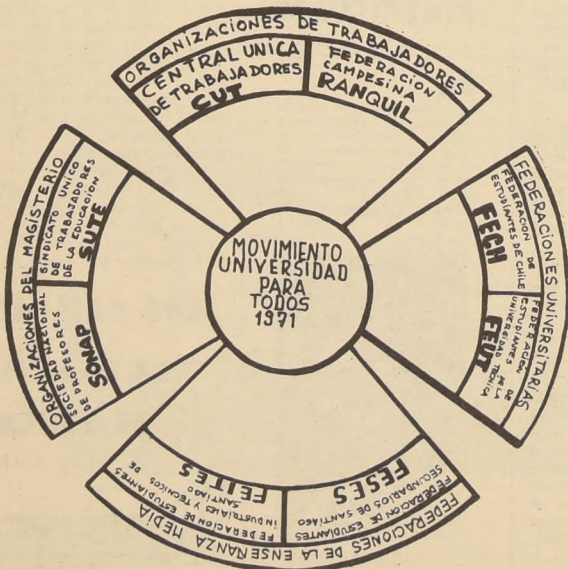 ORGANIZACIONES DE TRABAJADORES
CENTRAL UNICA
DE TRABAJADORES
CUT
FEDERACION
CAMPESINA
RANQUIL
FEDERACIONES UNIVERSITARIAS
FEDERACION DE
ESTUDIANTES DE CHILE
FECH
FEDERACION DE
ESTUDIANTES DE LA
UNIVERSIDAD TECNICA
FEUT
FEDERACIONES DE LA ENSEÑANZA MEDIA
FEDERACION DE ESTUDIANTES
SECUNDARIOS DE SANTIAGO
FESES
FEDERACION DE ESTUDIANTES
INDUSTRIALES Y TECNICOS DE
SANTIAGO
FEITES
ORGANIZACIONES DEL MAGISTERIO
SOCIEDAD NACIONAL
DE PROFESORES
SONAP
SINDICATO UNICO
DE TRABAJADORES
DE LA EDUCACION
SUTE
MOVIMIENTO
UNIVERSIDAD
PARA
TODOS
1971